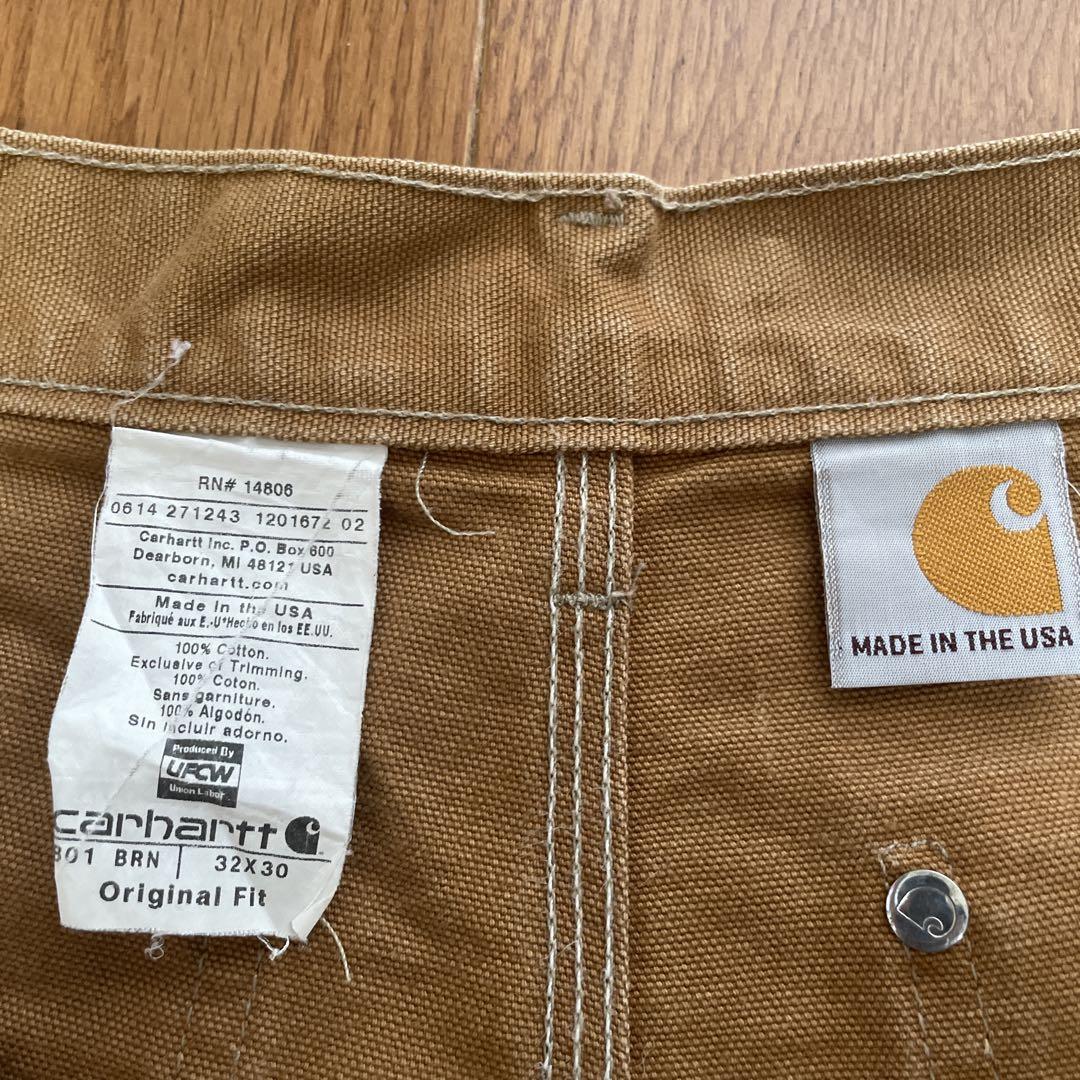 RN# 14806
0614 271243 1201672 02
Carhartt Inc. P.O. Box 600
Dearborn, MI 48121 USA
carhartt.com
Made in the USA
Fabriqué aux E.-U*Hecho en los EE.UU.
100% Cotton.
Exclusive of Trimming.
100% Coton.
Sans garniture.
100% Algodón.
Sin incluir adorno.
Produced By
UFCW
Union Labor
carhartt
BRN 32X30
Original Fit
MADE IN THE USA